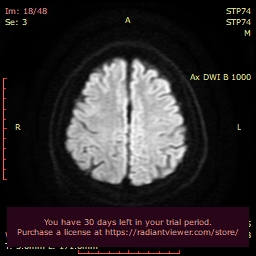 Im: 18/48
STP74
Se: 3
STP74
A
M
Ax DWI B 1000
R
L
You have 30 days left in your trial period.
Purchase a license at https://radiantviewer.com/store/